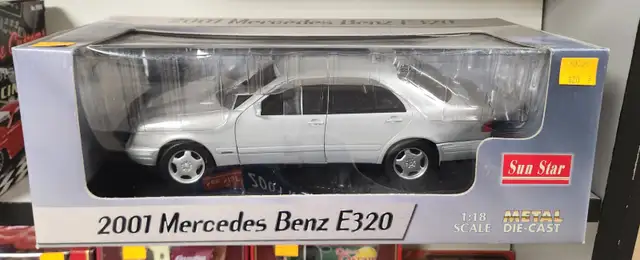 2001 Mercedes Benz E320
Sun Star
2001 Mercedes Benz E320
1:18
SCALE
METAL
DIE-CAST